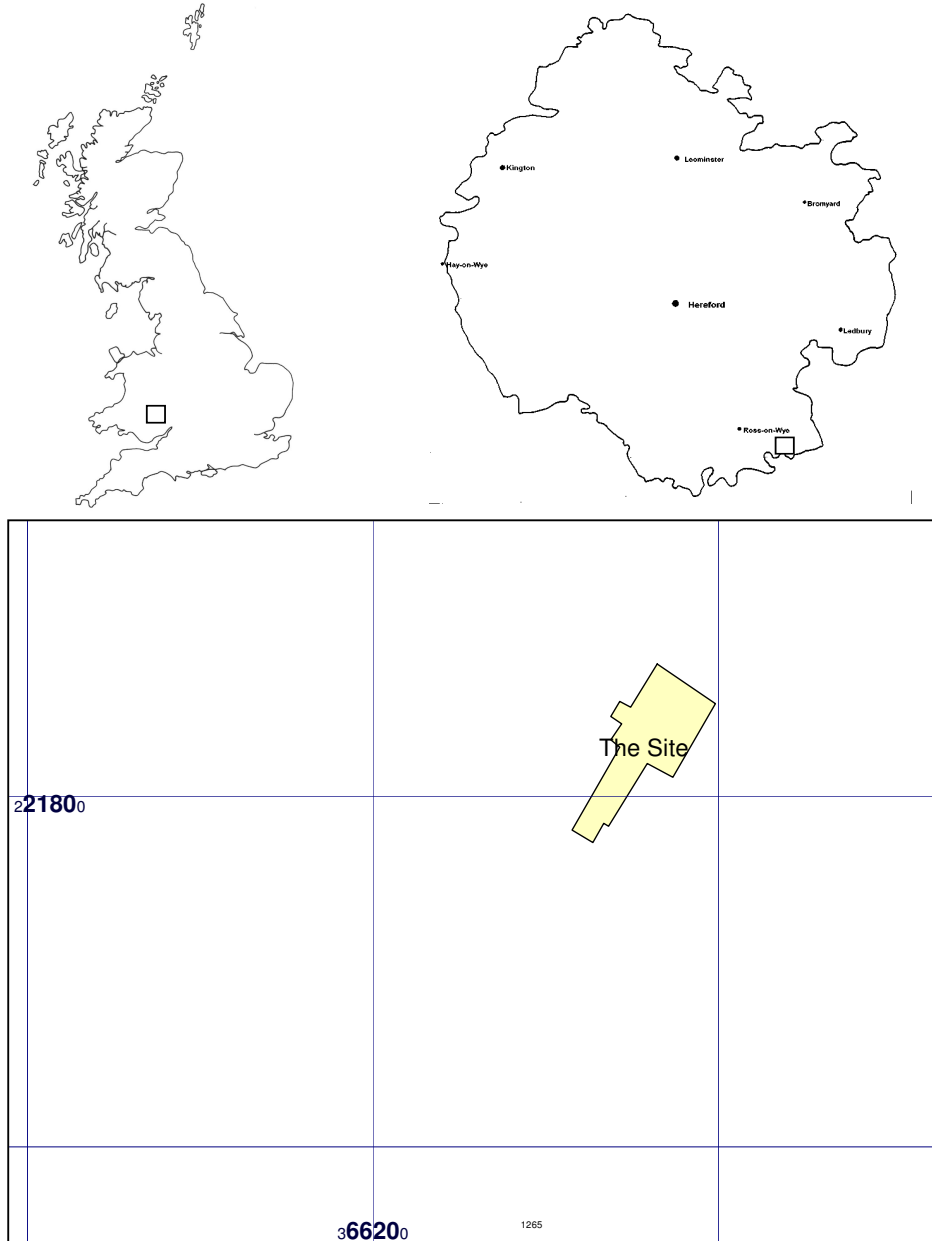 Kington
Leominster
Bromyard
Hay-on-Wye
Hereford
Ledbury
Ross-on-Wye
The Site
221800
366200
1265